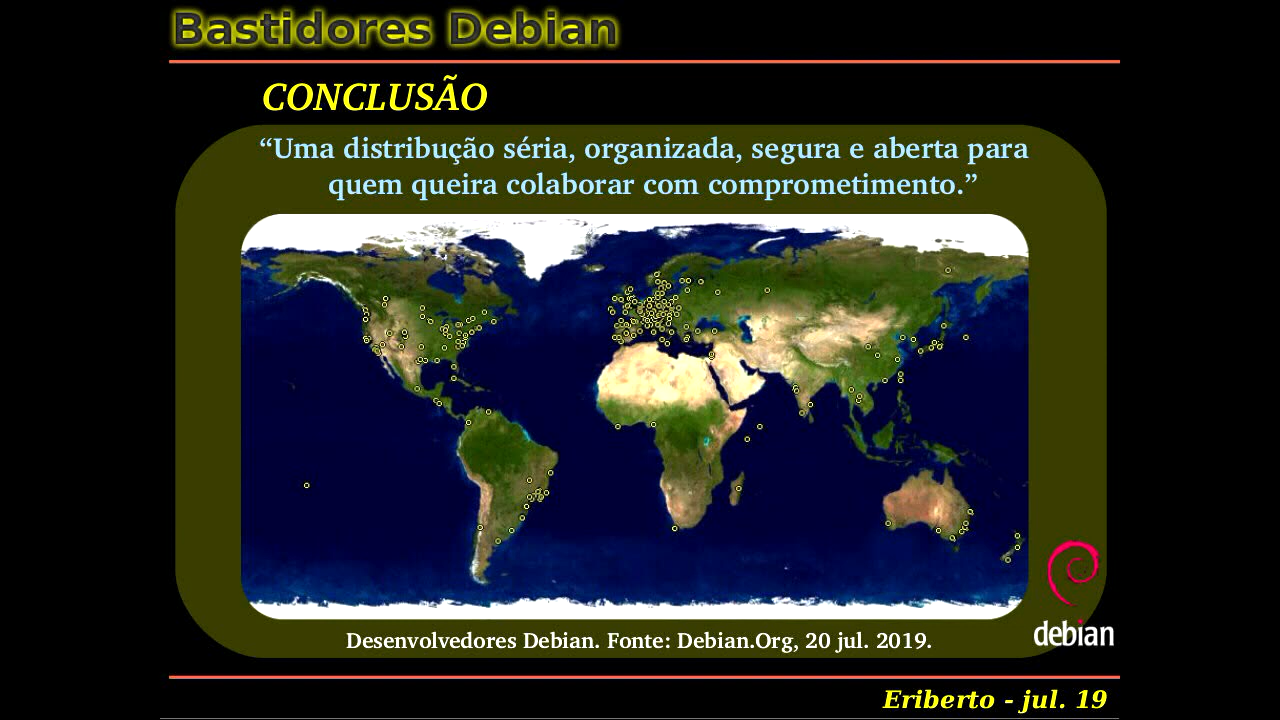 Bastidores Debian
CONCLUSÃO
“Uma distribução séria, organizada, segura e aberta para
quem queira colaborar com comprometimento.”
Desenvolvedores Debian. Fonte: Debian.Org, 20 jul. 2019.
debian
Eriberto - jul. 19